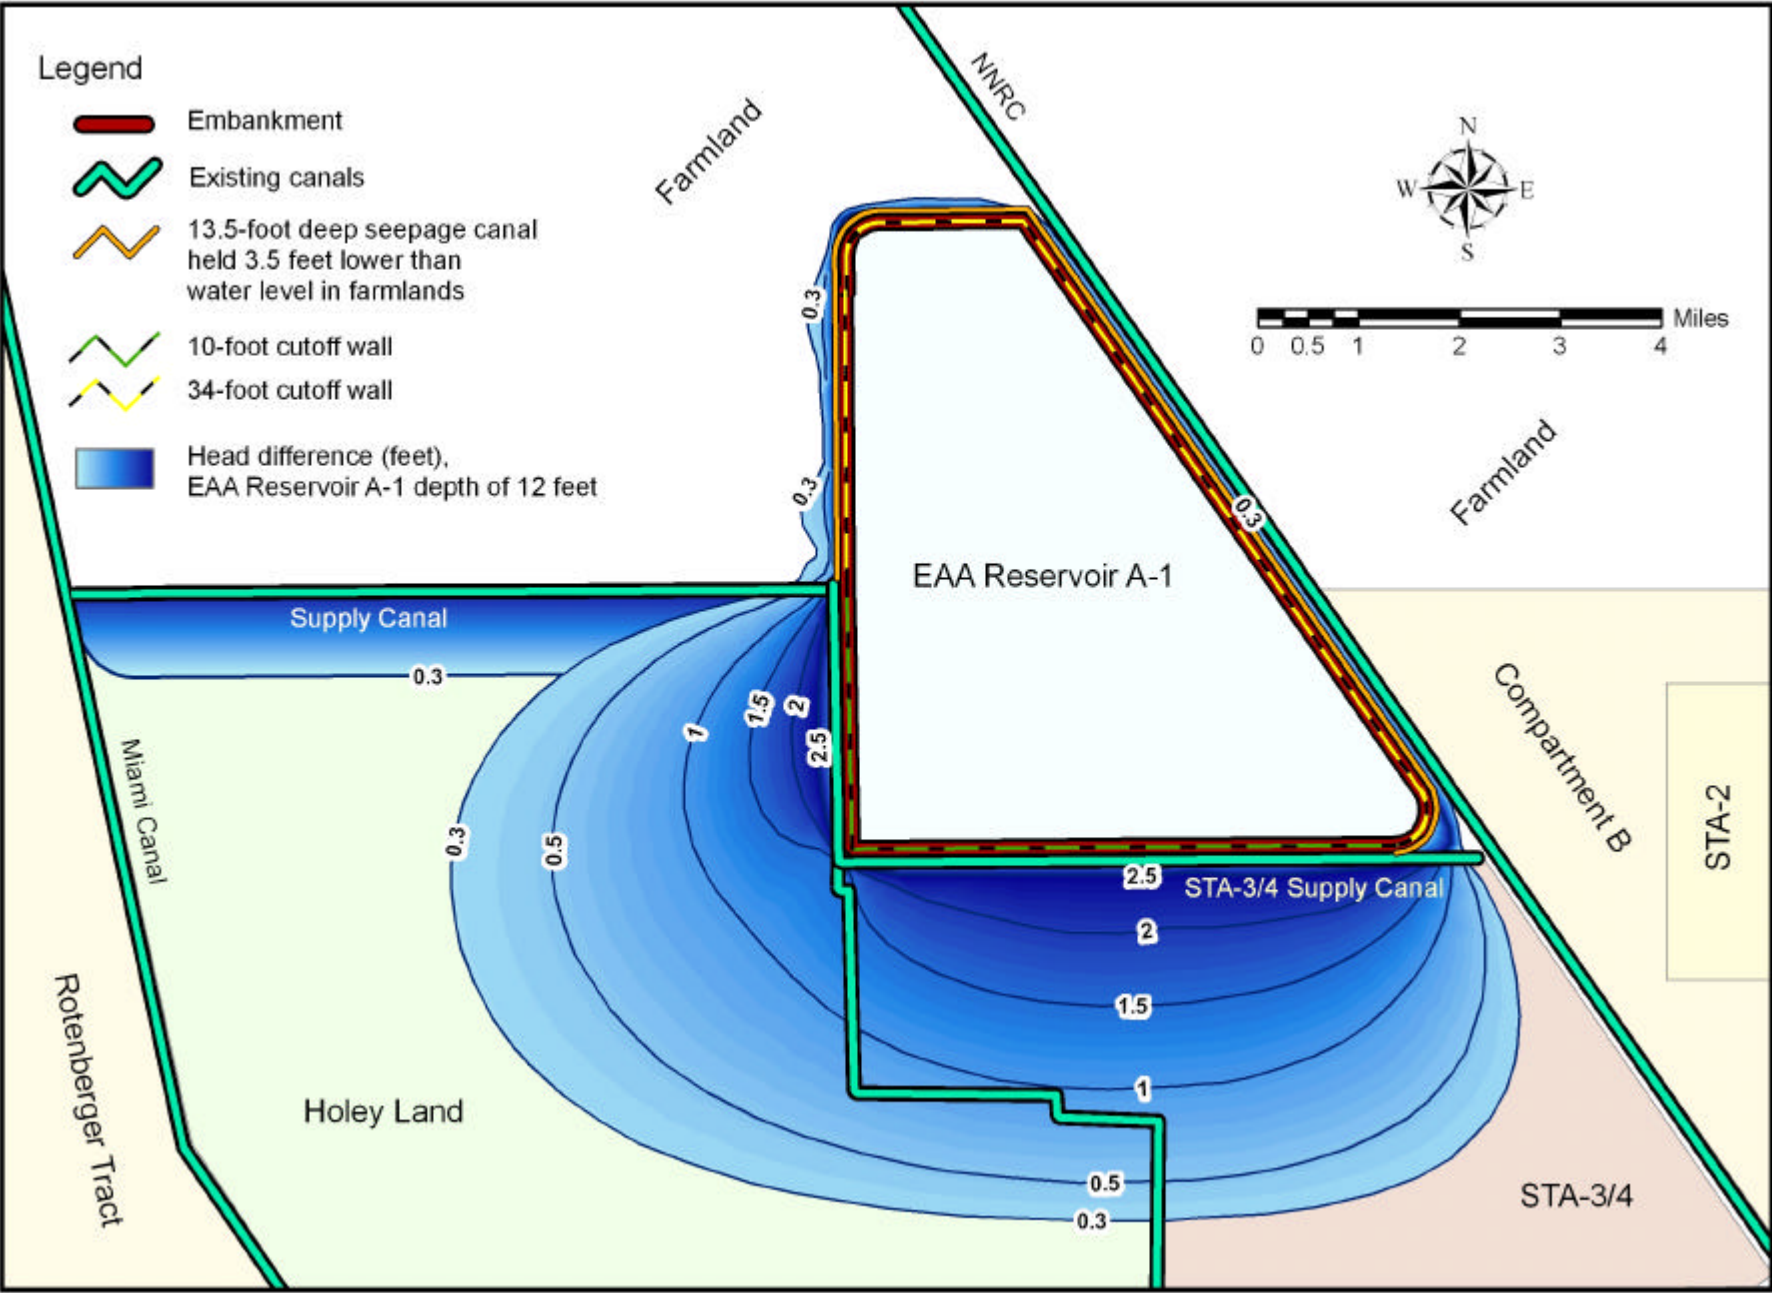 Legend
Embankment
Existing canals
13.5-foot deep seepage canal
held 3.5 feet lower than
water level in farmlands
10-foot cutoff wall
34-foot cutoff wall
Head difference (feet),
EAA Reservoir A-1 depth of 12 feet
NNRC
Farmland
N
W
E
S
Miles
0 0.5 1 2 3 4
0.3
0.3
0.3
Farmland
EAA Reservoir A-1
Supply Canal
0.3
Miami Canal
0.3
0.5
1
1.5
2
2.5
Compartment B
STA-2
2.5
STA-3/4 Supply Canal
2
1.5
1
0.5
0.3
Rotenberger Tract
Holey Land
STA-3/4